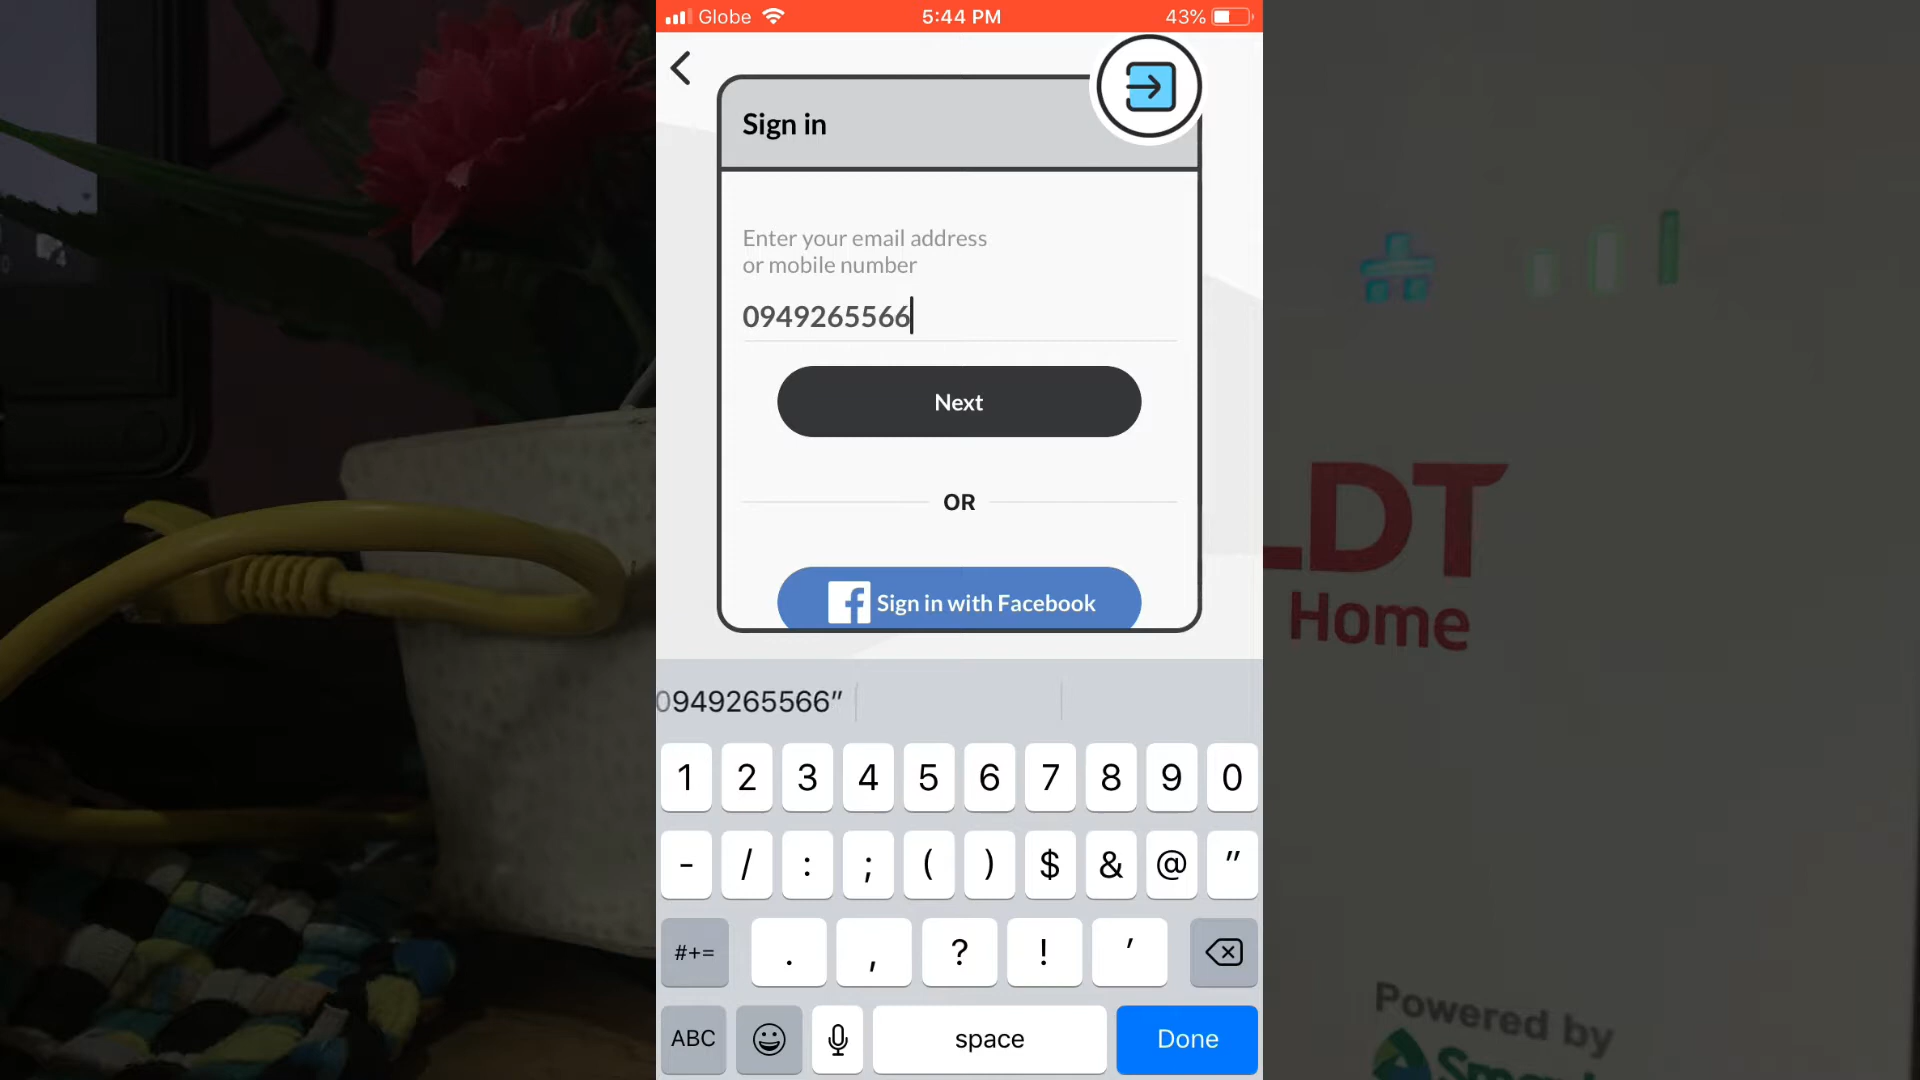 Globe 5:44 PM 43%
Sign in
Enter your email address
or mobile number
0949265566
Next
OR
Sign in with Facebook
0949265566"
1 2 3 4 5 6 7 8 9 0
- / : ; ( ) $ & @ "
#+= . , ? ! '
ABC space Done
LDT
Home
Powered by
Smart